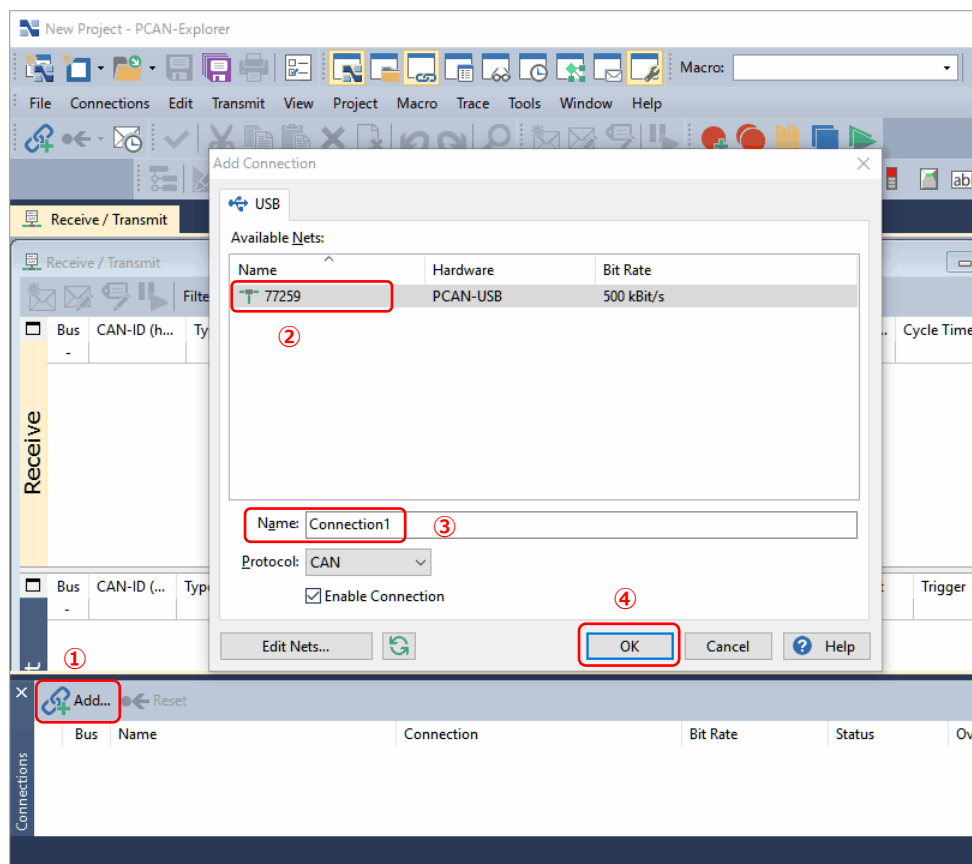 New Project - PCAN-Explorer
Macro:
File Connections Edit Transmit View Project Macro Trace Tools Window Help
Add Connection
ab
USB
Receive / Transmit
Available Nets:
Receive / Transmit
Name Hardware Bit Rate
Filte
77259 PCAN-USB 500 kBit/s
Bus CAN-ID (h... Ty .. Cycle Time
②
-
Receive
Name: Connection1 ③
Protocol: CAN
Bus CAN-ID (... Type t Trigger
Enable Connection
-
④
Edit Nets... OK Cancel Help
①
Add... Reset
Bus Name Connection Bit Rate Status Ov
Connections